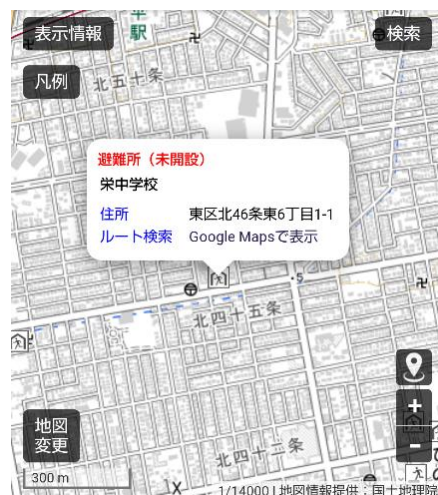 表示情報
平駅
検索
凡例
北五十条
避難所（未開設）
栄中学校
住所 東区北46条東6丁目1-1
ルート検索 Google Mapsで表示
・5
北四十五条
+
地図
変更
-
北四十二条
300 m
1/14000 | 地図情報提供：国土地理院